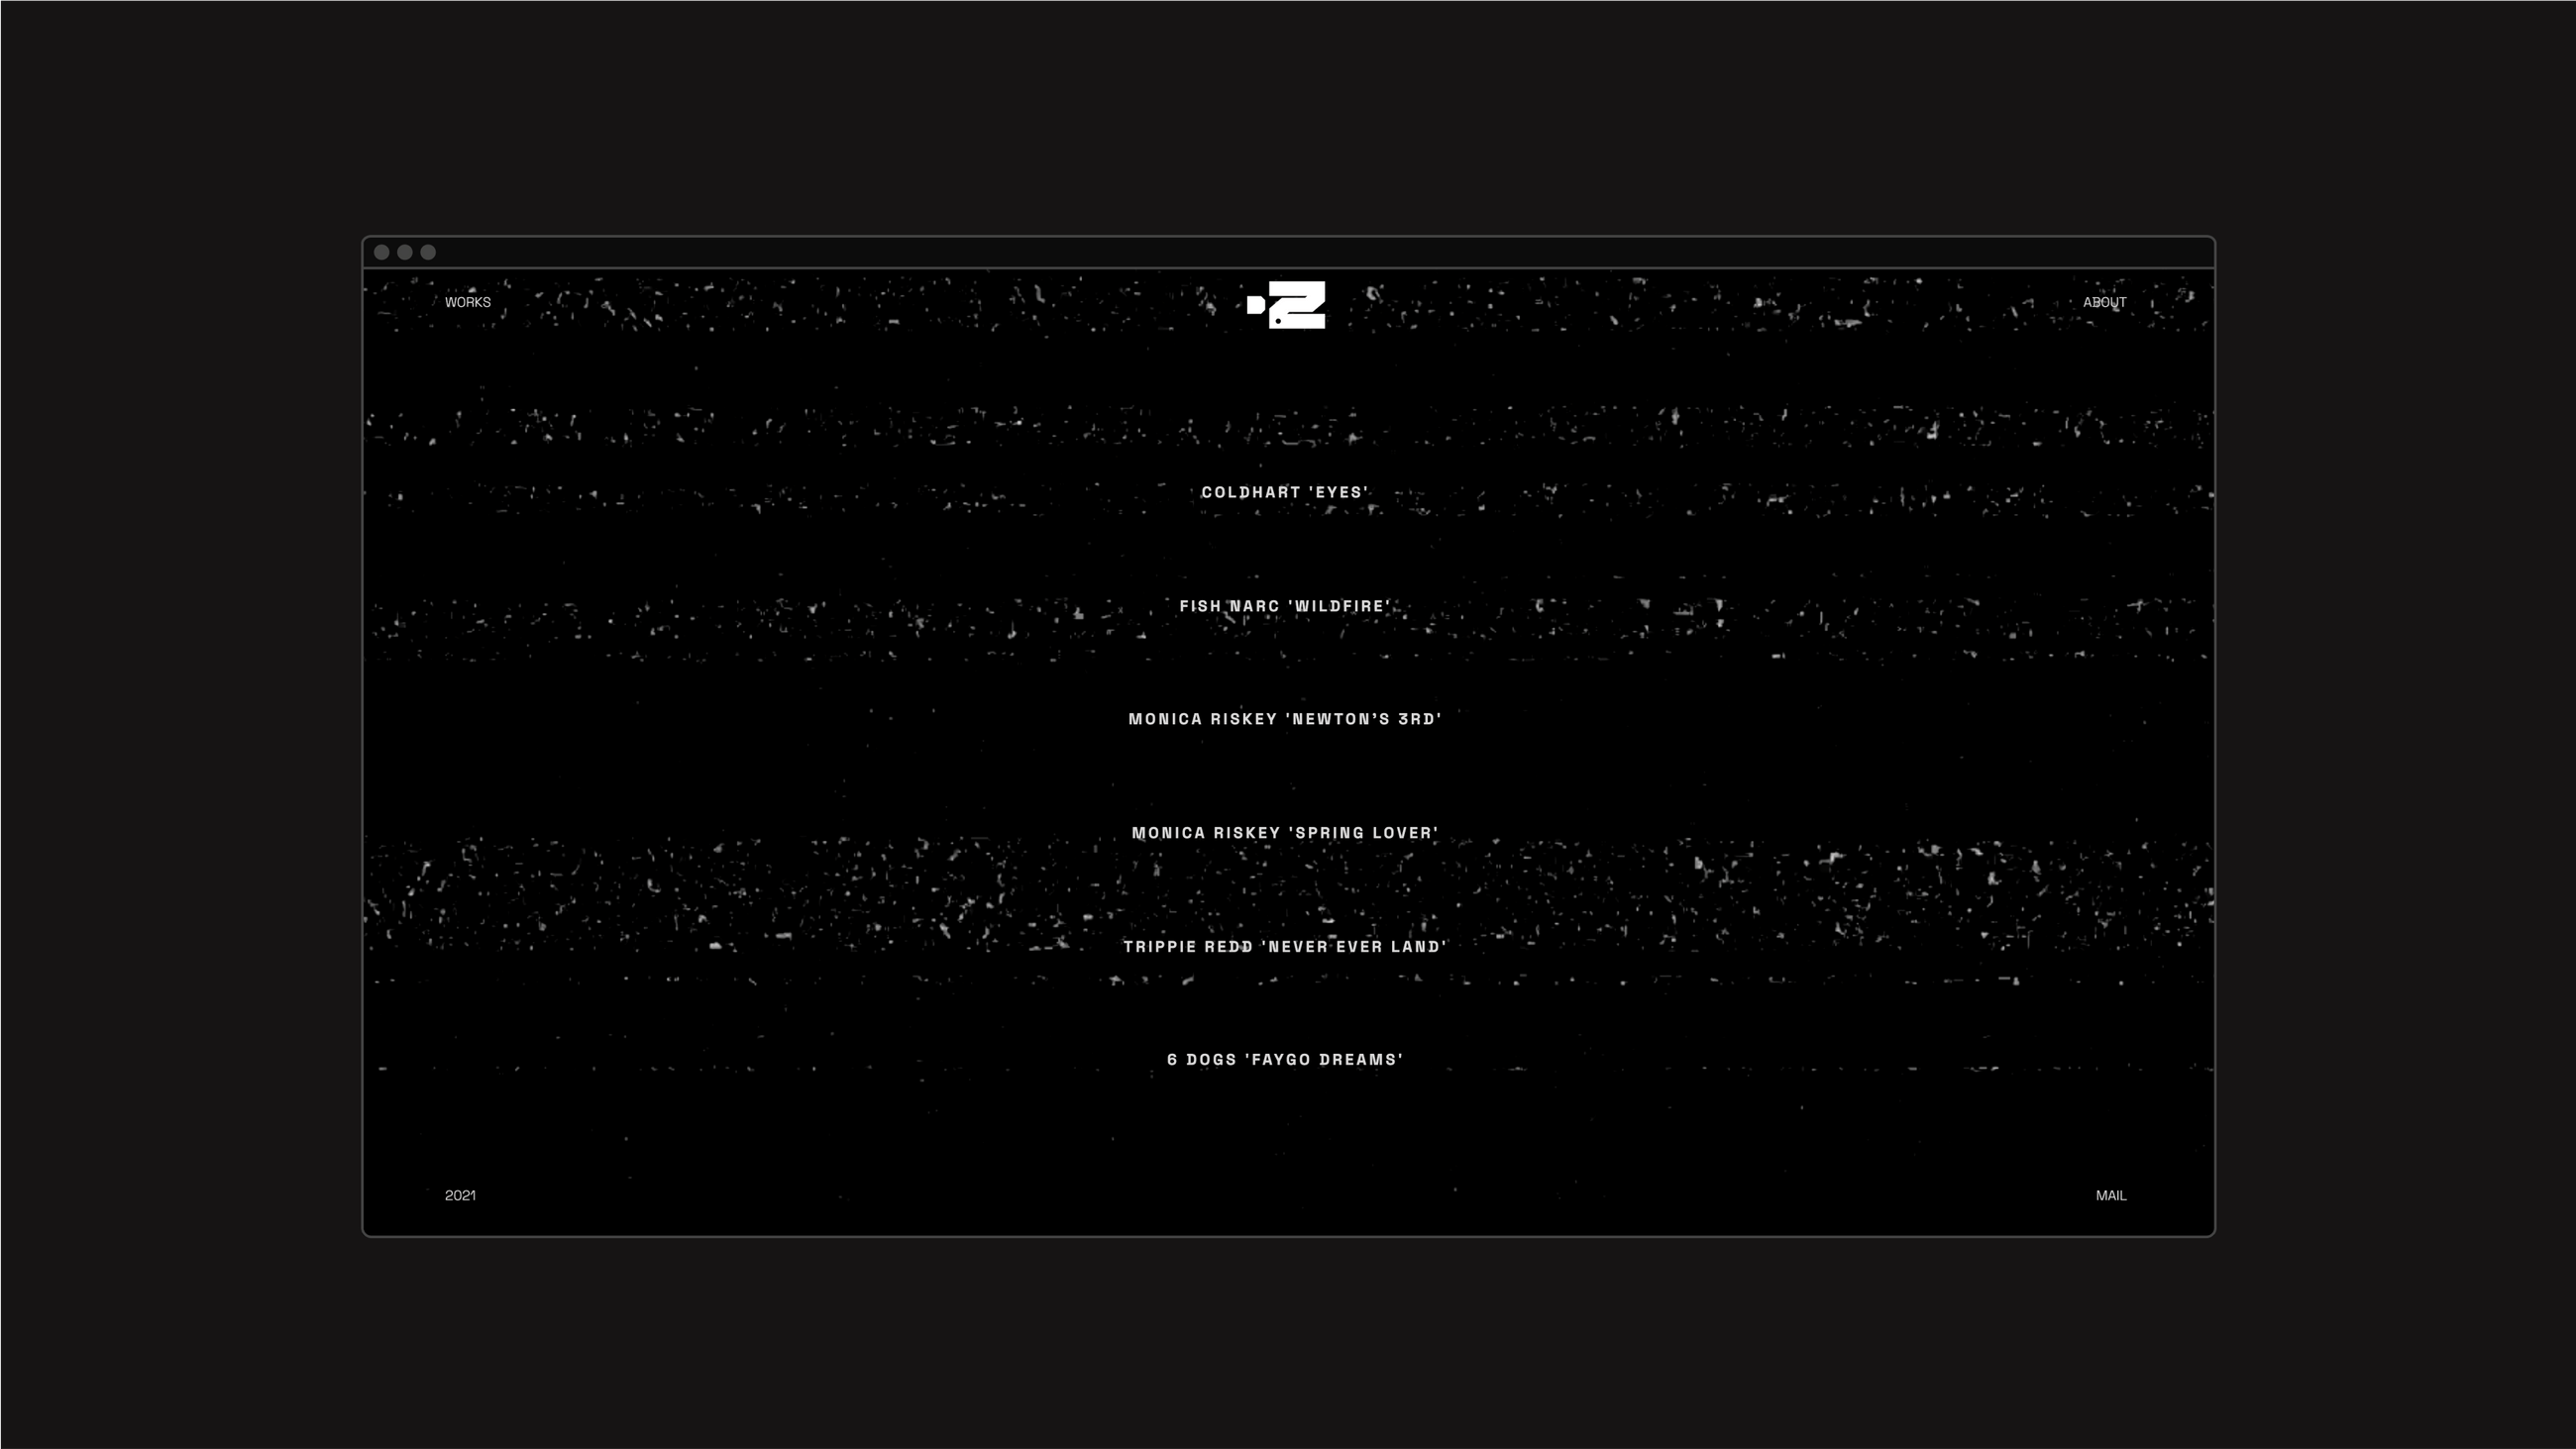 WORKS
ABOUT
COLDHART 'EYES'
FISH NARC 'WILDFIRE'
MONICA RISKEY 'NEWTON’S 3RD'
MONICA RISKEY 'SPRING LOVER'
TRIPPIE REDD 'NEVER EVER LAND'
6 DOGS 'FAYGO DREAMS'
2021
MAIL